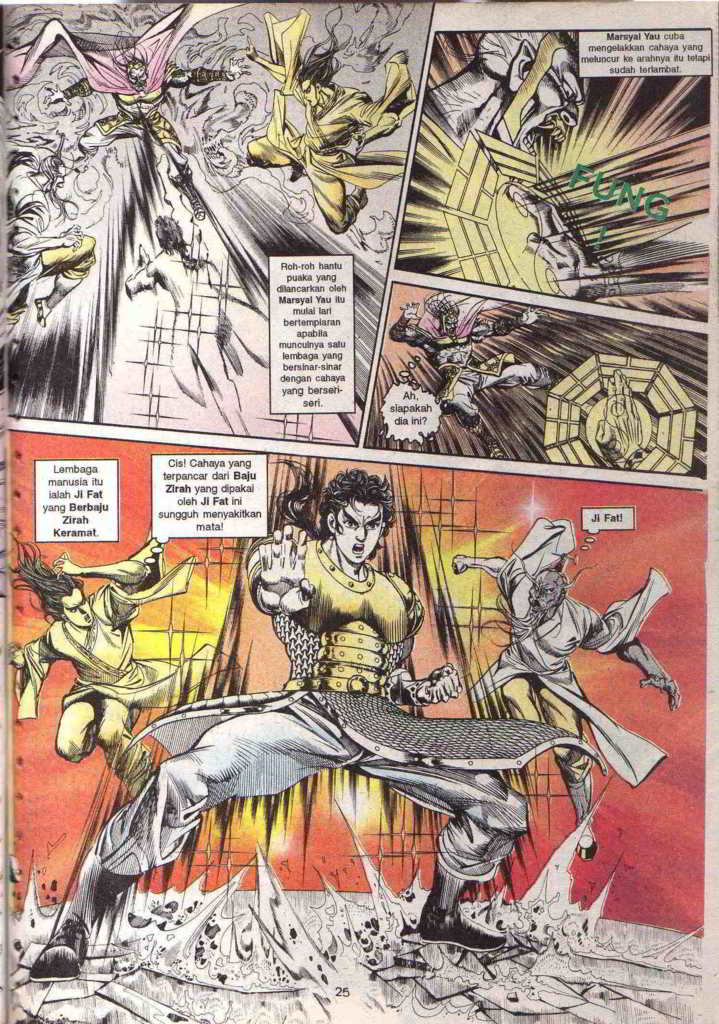 Roh-roh hantu
puaka yang
dilancarkan oleh
Marsyal Yau itu
mulai lari
bertempiaran
apabila
munculnya satu
lembaga yang
bersinar-sinar
dengan cahaya
yang berseri-
seri.
Marsyal Yau cuba
mengelakkan cahaya yang
meluncur ke arahnya tetapi
sudah terlambat.
FUNG
!
Ah,
siapakah
dia ini?
Lembaga
manusia itu
ialah Ji Fat
yang Berbaju
Zirah
Keramat.
Cis! Cahaya yang
terpancar dari Baju
Zirah yang dipakai
oleh Ji Fat ini
sungguh menyakitkan
mata!
Ji Fat!
25